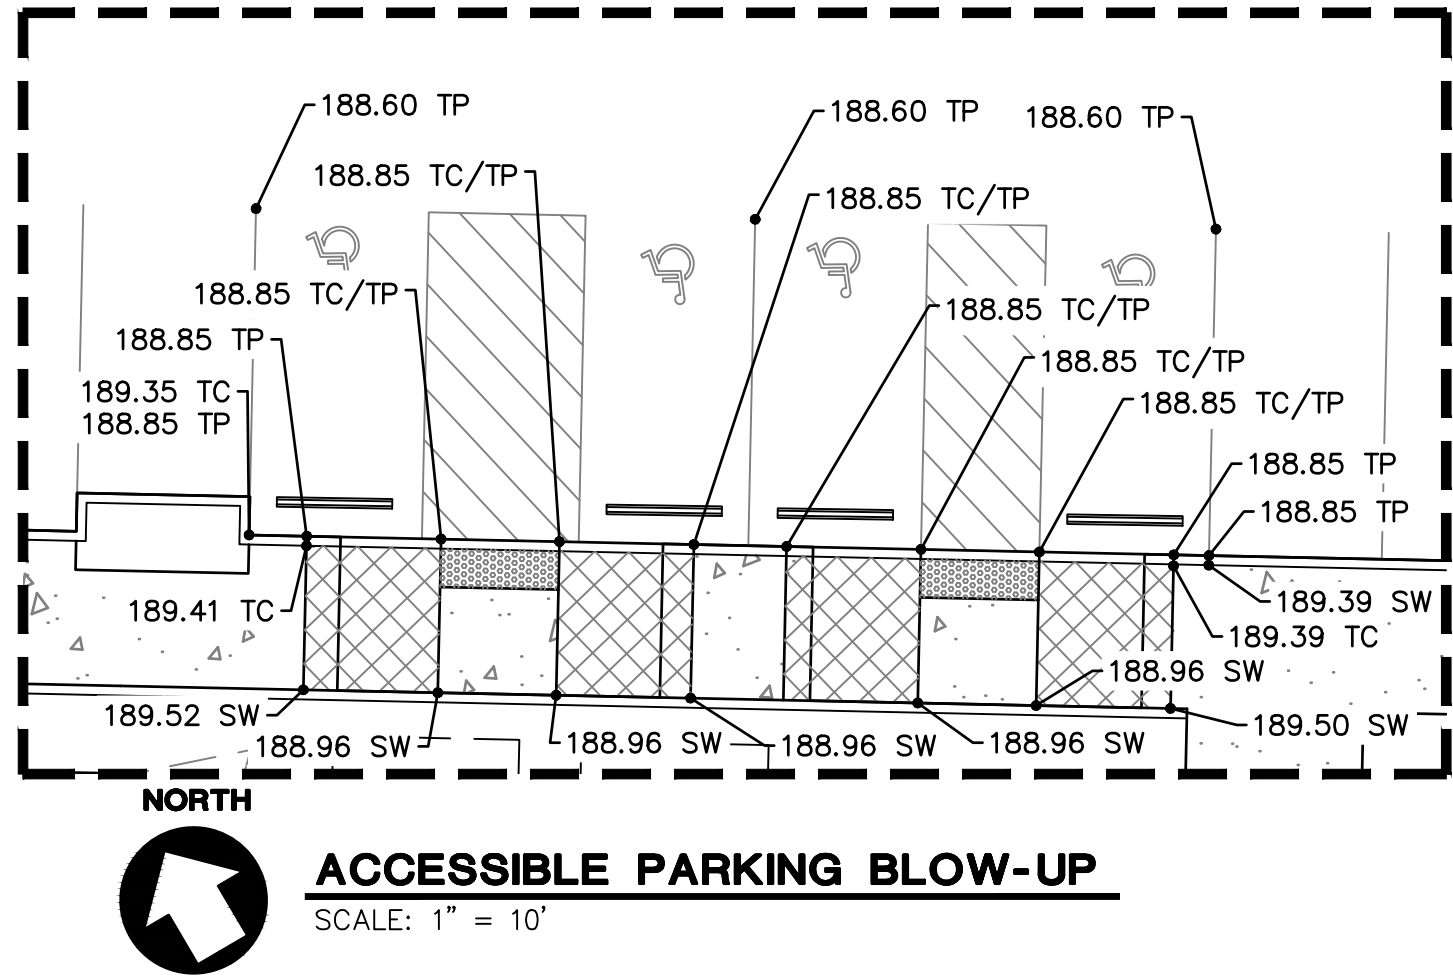 188.60 TP
188.60 TP
188.60 TP
188.85 TC/TP
188.85 TC/TP
188.85 TC/TP
188.85 TC/TP
188.85 TP
188.85 TC/TP
189.35 TC
188.85 TP
188.85 TC/TP
188.85 TP
188.85 TP
189.41 TC
189.39 SW
189.39 TC
188.96 SW
189.52 SW
189.50 SW
188.96 SW
188.96 SW
188.96 SW
188.96 SW
NORTH
ACCESSIBLE PARKING BLOW-UP
SCALE: 1" = 10'